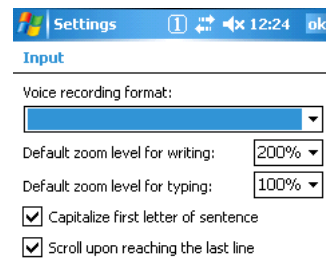 Settings 1 12:24 ok
Input
Voice recording format:
Default zoom level for writing: 200%
Default zoom level for typing: 100%
Capitalize first letter of sentence
Scroll upon reaching the last line